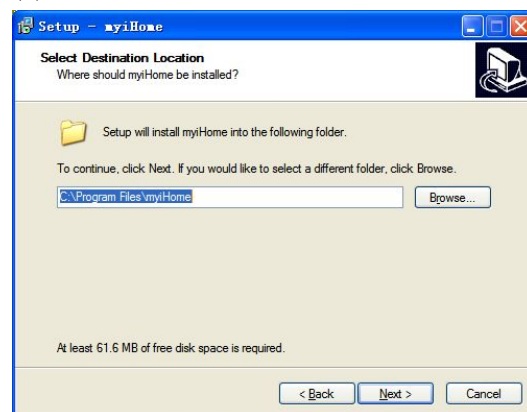 Setup - myiHome
Select Destination Location
Where should myiHome be installed?
Setup will install myiHome into the following folder.
To continue, click Next. If you would like to select a different folder, click Browse.
C:\Program Files\myiHome
Browse...
At least 61.6 MB of free disk space is required.
< Back Next > Cancel